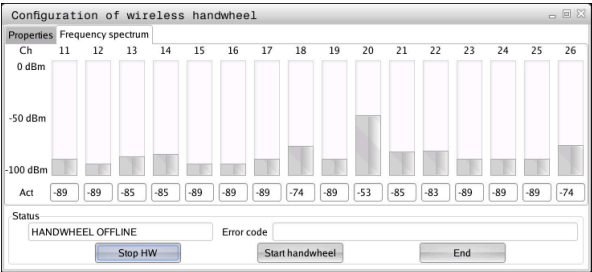 Configuration of wireless handwheel
Properties Frequency spectrum
Ch 11 12 13 14 15 16 17 18 19 20 21 22 23 24 25 26
0 dBm
-50 dBm
-100 dBm
Act -89 -89 -85 -85 -89 -89 -89 -74 -89 -53 -85 -83 -89 -89 -89 -74
Status
HANDWHEEL OFFLINE Error code
Stop HW Start handwheel End